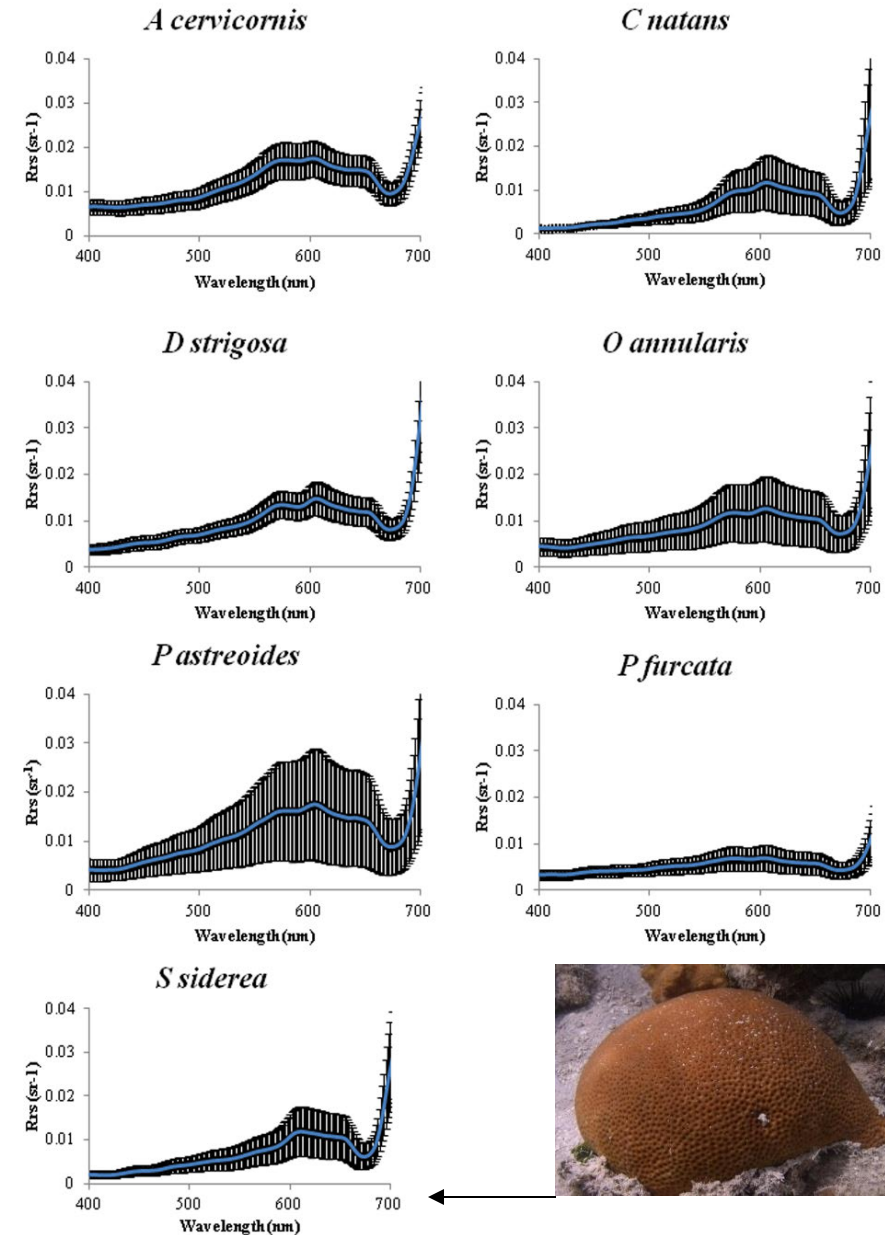 A cervicornis
0.04
0.03
0.02
0.01
0
Rrs (sr-1)
400 500 600 700
Wavelength (nm)
C natans
0.04
0.03
0.02
0.01
0
Rrs (sr-1)
400 500 600 700
Wavelength (nm)
D strigosa
0.04
0.03
0.02
0.01
0
Rrs (sr-1)
400 500 600 700
Wavelength (nm)
O annularis
0.04
0.03
0.02
0.01
0
Rrs (sr-1)
400 500 600 700
Wavelength (nm)
P astreoides
0.04
0.03
0.02
0.01
0
Rrs (sr-1)
400 500 600 700
Wavelength (nm)
P furcata
0.04
0.03
0.02
0.01
0
Rrs (sr-1)
400 500 600 700
Wavelength (nm)
S siderea
0.04
0.03
0.02
0.01
0
Rrs (sr-1)
400 500 600 700
Wavelength (nm)